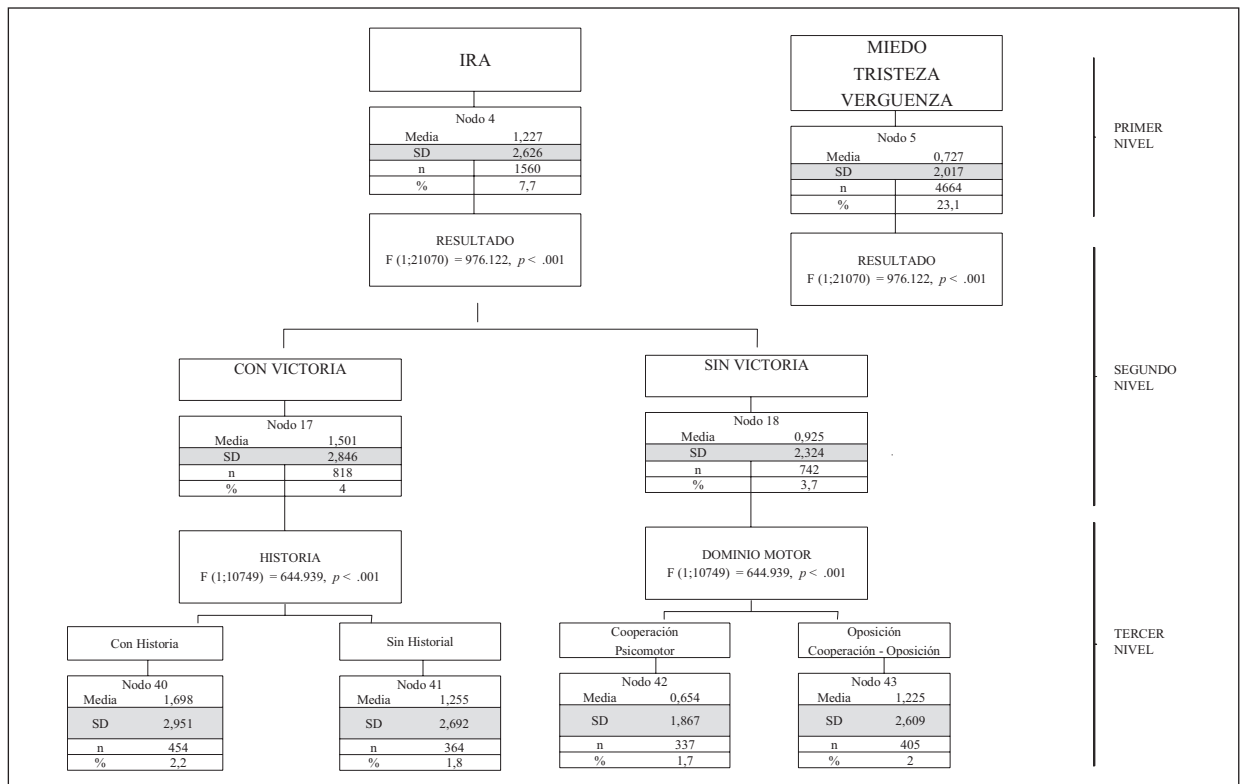 IRA
Nodo 4
Media 1,227
SD 2,626
n 1560
% 7,7
RESULTADO
F (1;21070) = 976.122, p < .001
MIEDO
TRISTEZA
VERGUENZA
Nodo 5
Media 0,727
SD 2,017
n 4664
% 23,1
RESULTADO
F (1;21070) = 976.122, p < .001
PRIMER
NIVEL
CON VICTORIA
Nodo 17
Media 1,501
SD 2,846
n 818
% 4
SIN VICTORIA
Nodo 18
Media 0,925
SD 2,324
n 742
% 3,7
SEGUNDO
NIVEL
HISTORIA
F (1;10749) = 644.939, p < .001
DOMINIO MOTOR
F (1;10749) = 644.939, p < .001
Con Historia
Nodo 40
Media 1,698
SD 2,951
n 454
% 2,2
Sin Historial
Nodo 41
Media 1,255
SD 2,692
n 364
% 1,8
Cooperación
Psicomotor
Nodo 42
Media 0,654
SD 1,867
n 337
% 1,7
Oposición
Cooperación - Oposición
Nodo 43
Media 1,225
SD 2,609
n 405
% 2
TERCER
NIVEL